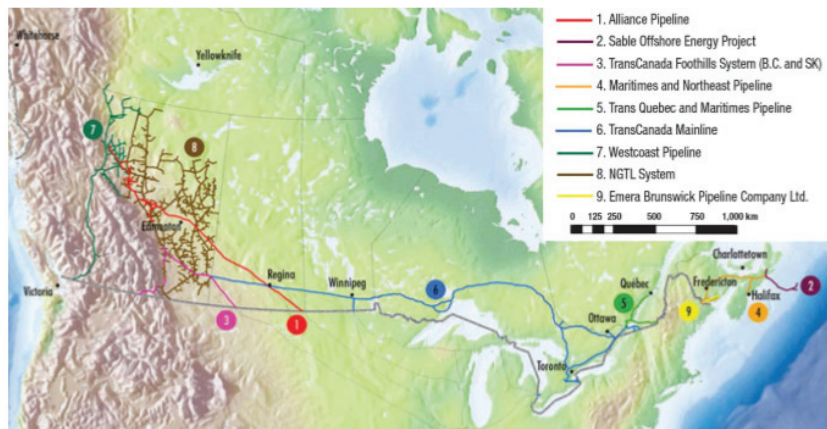 Whitehorse
Yellowknife
7
8
Edmonton
Regina
Winnipeg
Victoria
3
1
6
Ottawa
Toronto
Québec
5
Fredericton
Charlottetown
Halifax
9
4
2
1. Alliance Pipeline
2. Sable Offshore Energy Project
3. TransCanada Foothills System (B.C. and SK)
4. Maritimes and Northeast Pipeline
5. Trans Quebec and Maritimes Pipeline
6. TransCanada Mainline
7. Westcoast Pipeline
8. NGTL System
9. Emera Brunswick Pipeline Company Ltd.
0 125 250 500 750 1,000 km